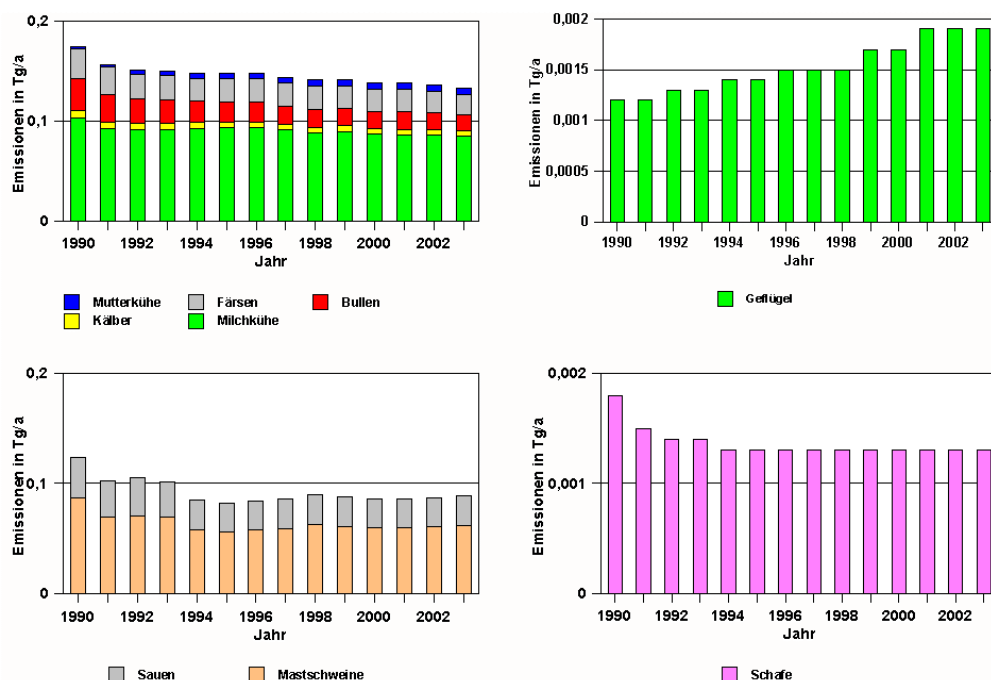 0,2
0,1
0
Emissionen in Tg/a
1990 1992 1994 1996 1998 2000 2002
Jahr
Mutterkühe Färsen Bullen
Kälber Milchkühe
0,002
0,0015
0,001
0,0005
0
Emissionen in Tg/a
1990 1992 1994 1996 1998 2000 2002
Jahr
Geflügel
0,2
0,1
0
Emissionen in Tg/a
1990 1992 1994 1996 1998 2000 2002
Jahr
Sauen Mastschweine
0,002
0,001
0
Emissionen in Tg/a
1990 1992 1994 1996 1998 2000 2002
Jahr
Schafe